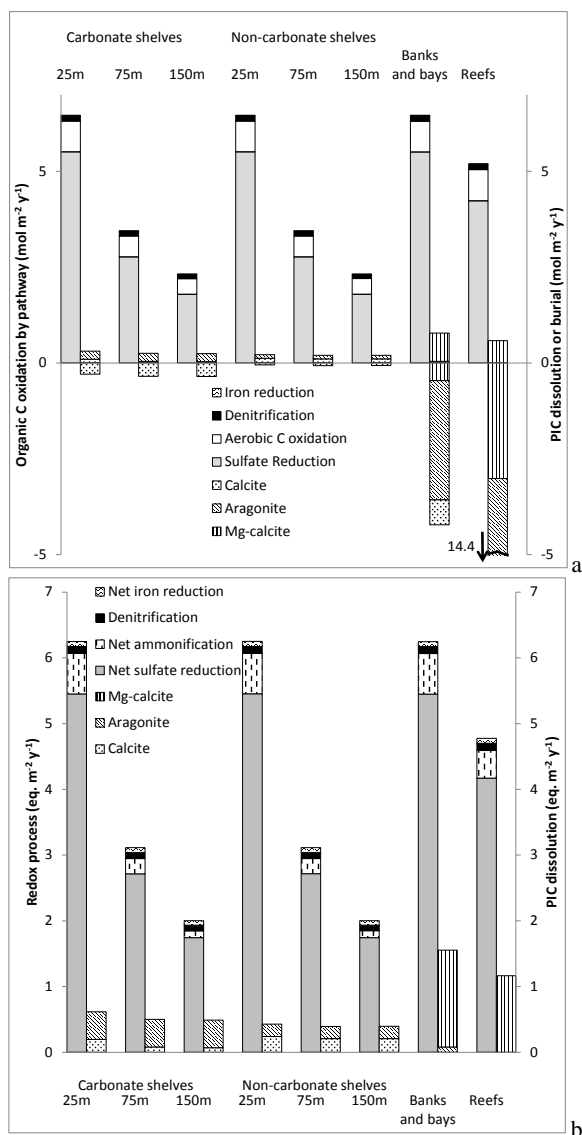 Carbonate shelves Non-carbonate shelves Banks and bays Reefs
25m 75m 150m 25m 75m 150m
Organic C oxidation by pathway (mol m⁻² y⁻¹)
5
0
-5
Iron reduction
Denitrification
Aerobic C oxidation
Sulfate Reduction
Calcite
Aragonite
Mg-calcite
14.4
5
0
-5
PIC dissolution or burial (mol m⁻² y⁻¹)
a
Redox process (eq. m⁻² y⁻¹)
7
6
5
4
3
2
1
0
Net iron reduction
Denitrification
Net ammonification
Net sulfate reduction
Mg-calcite
Aragonite
Calcite
7
6
5
4
3
2
1
0
PIC dissolution (eq. m⁻² y⁻¹)
Carbonate shelves Non-carbonate shelves
25m 75m 150m 25m 75m 150m Banks and bays Reefs
b